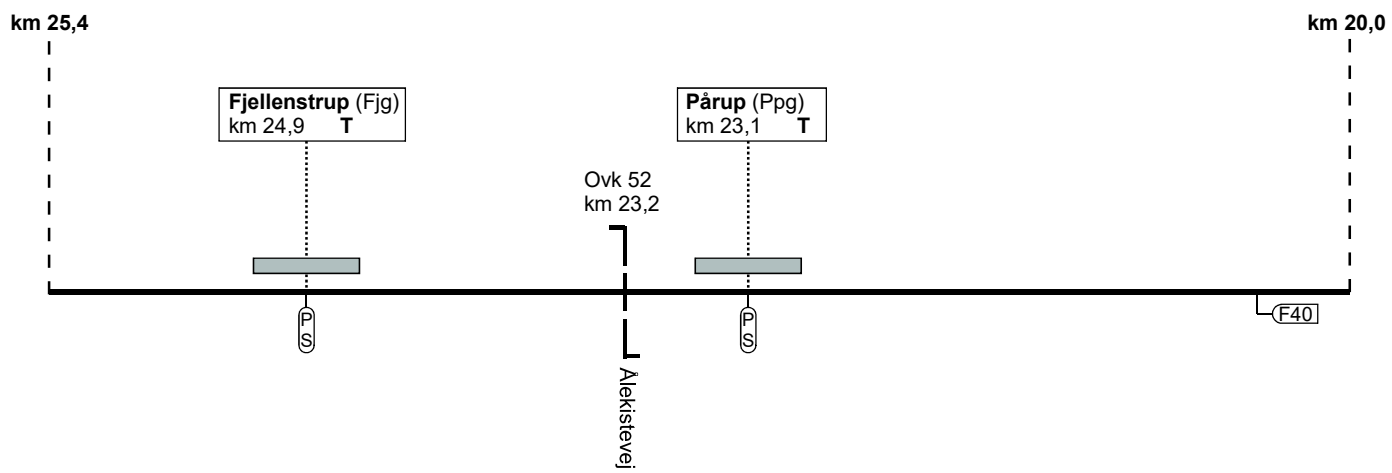 km 25,4
km 20,0
Fjellenstrup (Fjg)
km 24,9 T
Pårup (Ppg)
km 23,1 T
Ovk 52
km 23,2
P
S
P
S
F40
Ålekistevej